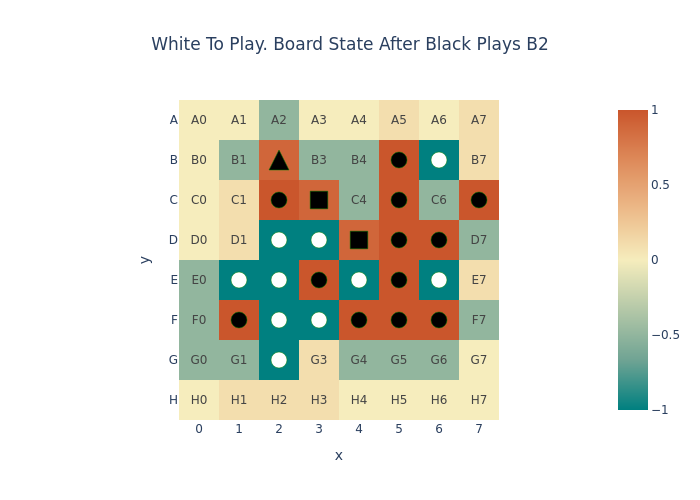 White To Play. Board State After Black Plays B2
A A0 A1 A2 A3 A4 A5 A6 A7
B B0 B1 B3 B4 B7
C C0 C1 C4 C6
D D0 D1 D7
E E0 E7
F F0 F7
G G0 G1 G3 G4 G5 G6 G7
H H0 H1 H2 H3 H4 H5 H6 H7
0 1 2 3 4 5 6 7
x
y
1
0.5
0
−0.5
−1